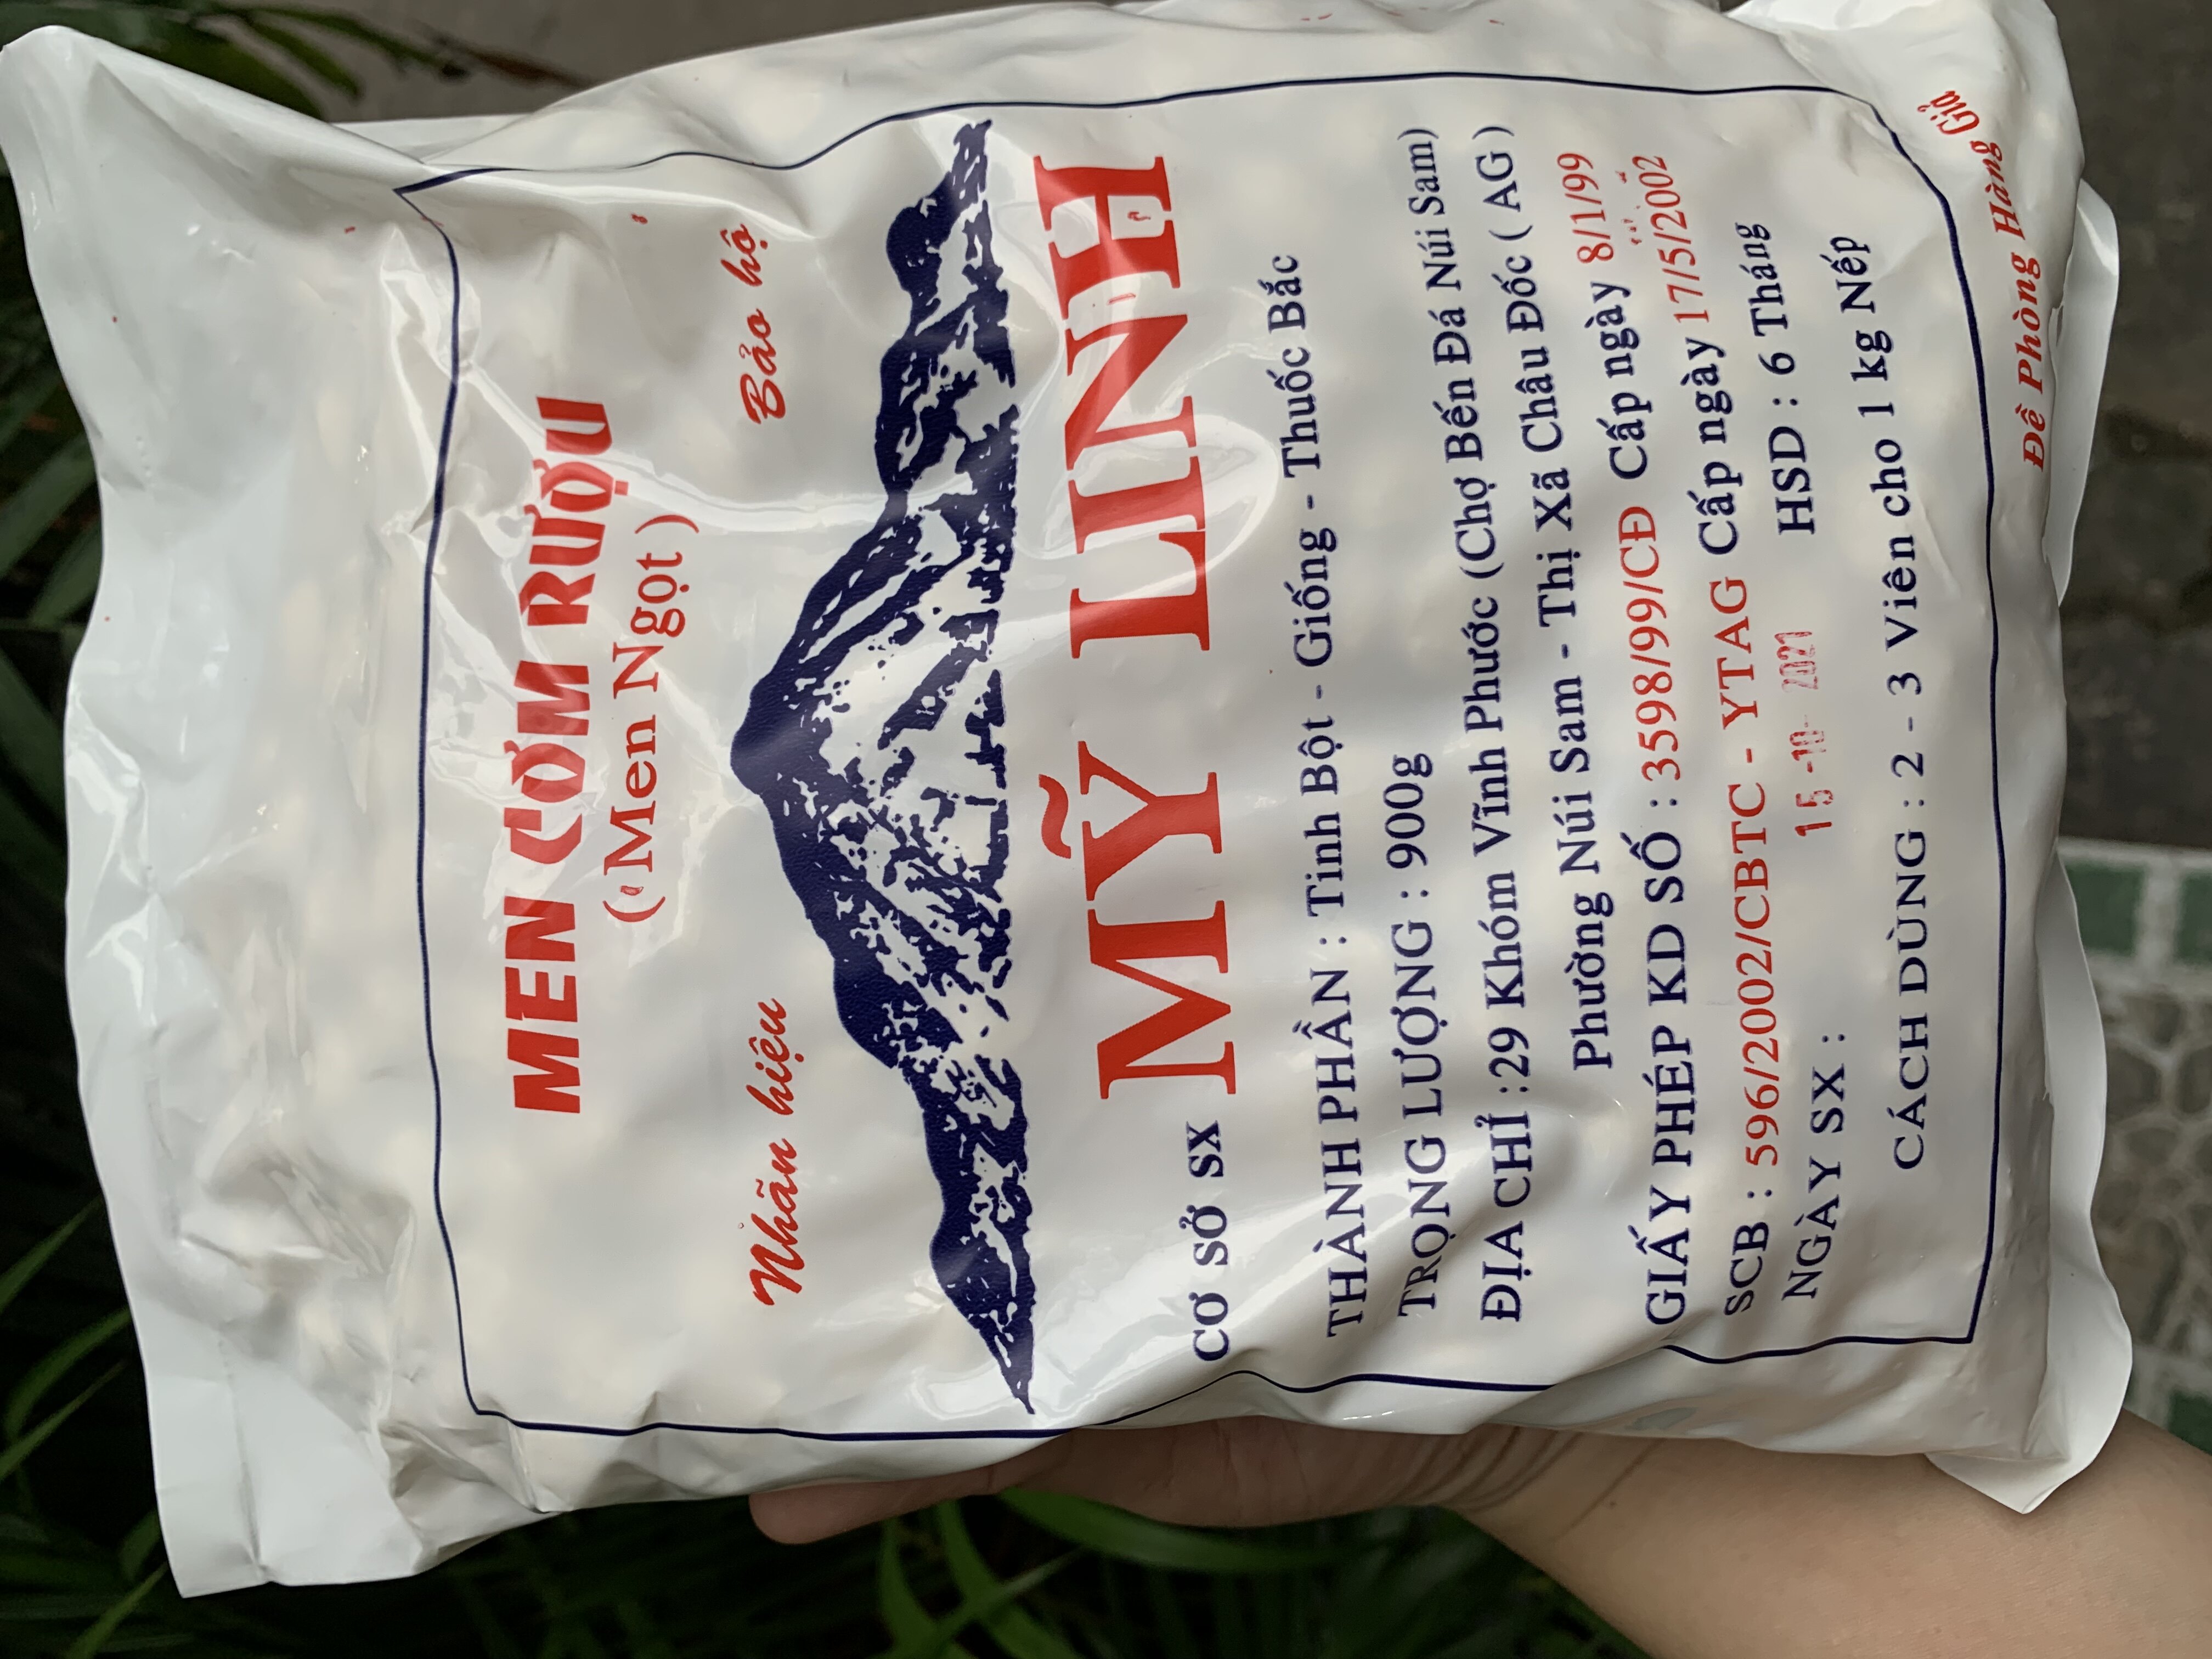 MEN CƠM RƯỢU
(Men Ngọt)
Nhãn hiệu Bảo hộ
CƠ SỞ SX MỸ LINH
THÀNH PHẦN : Tinh Bột - Giống - Thuốc Bắc
TRỌNG LƯỢNG : 900g
ĐỊA CHỈ :29 Khóm Vĩnh Phước (Chợ Bến Đá Núi Sam)
Phường Núi Sam - Thị Xã Châu Đốc ( AG )
GIẤY PHÉP KD SỐ : 3598/99/CĐ Cấp ngày 8/1/99
SCB : 596/2002/CBTC - YTAG Cấp ngày 17/5/2002
NGÀY SX : 15-10-2021 HSD : 6 Tháng
CÁCH DÙNG : 2 - 3 Viên cho 1 kg Nếp
Đề Phòng Hàng Giả